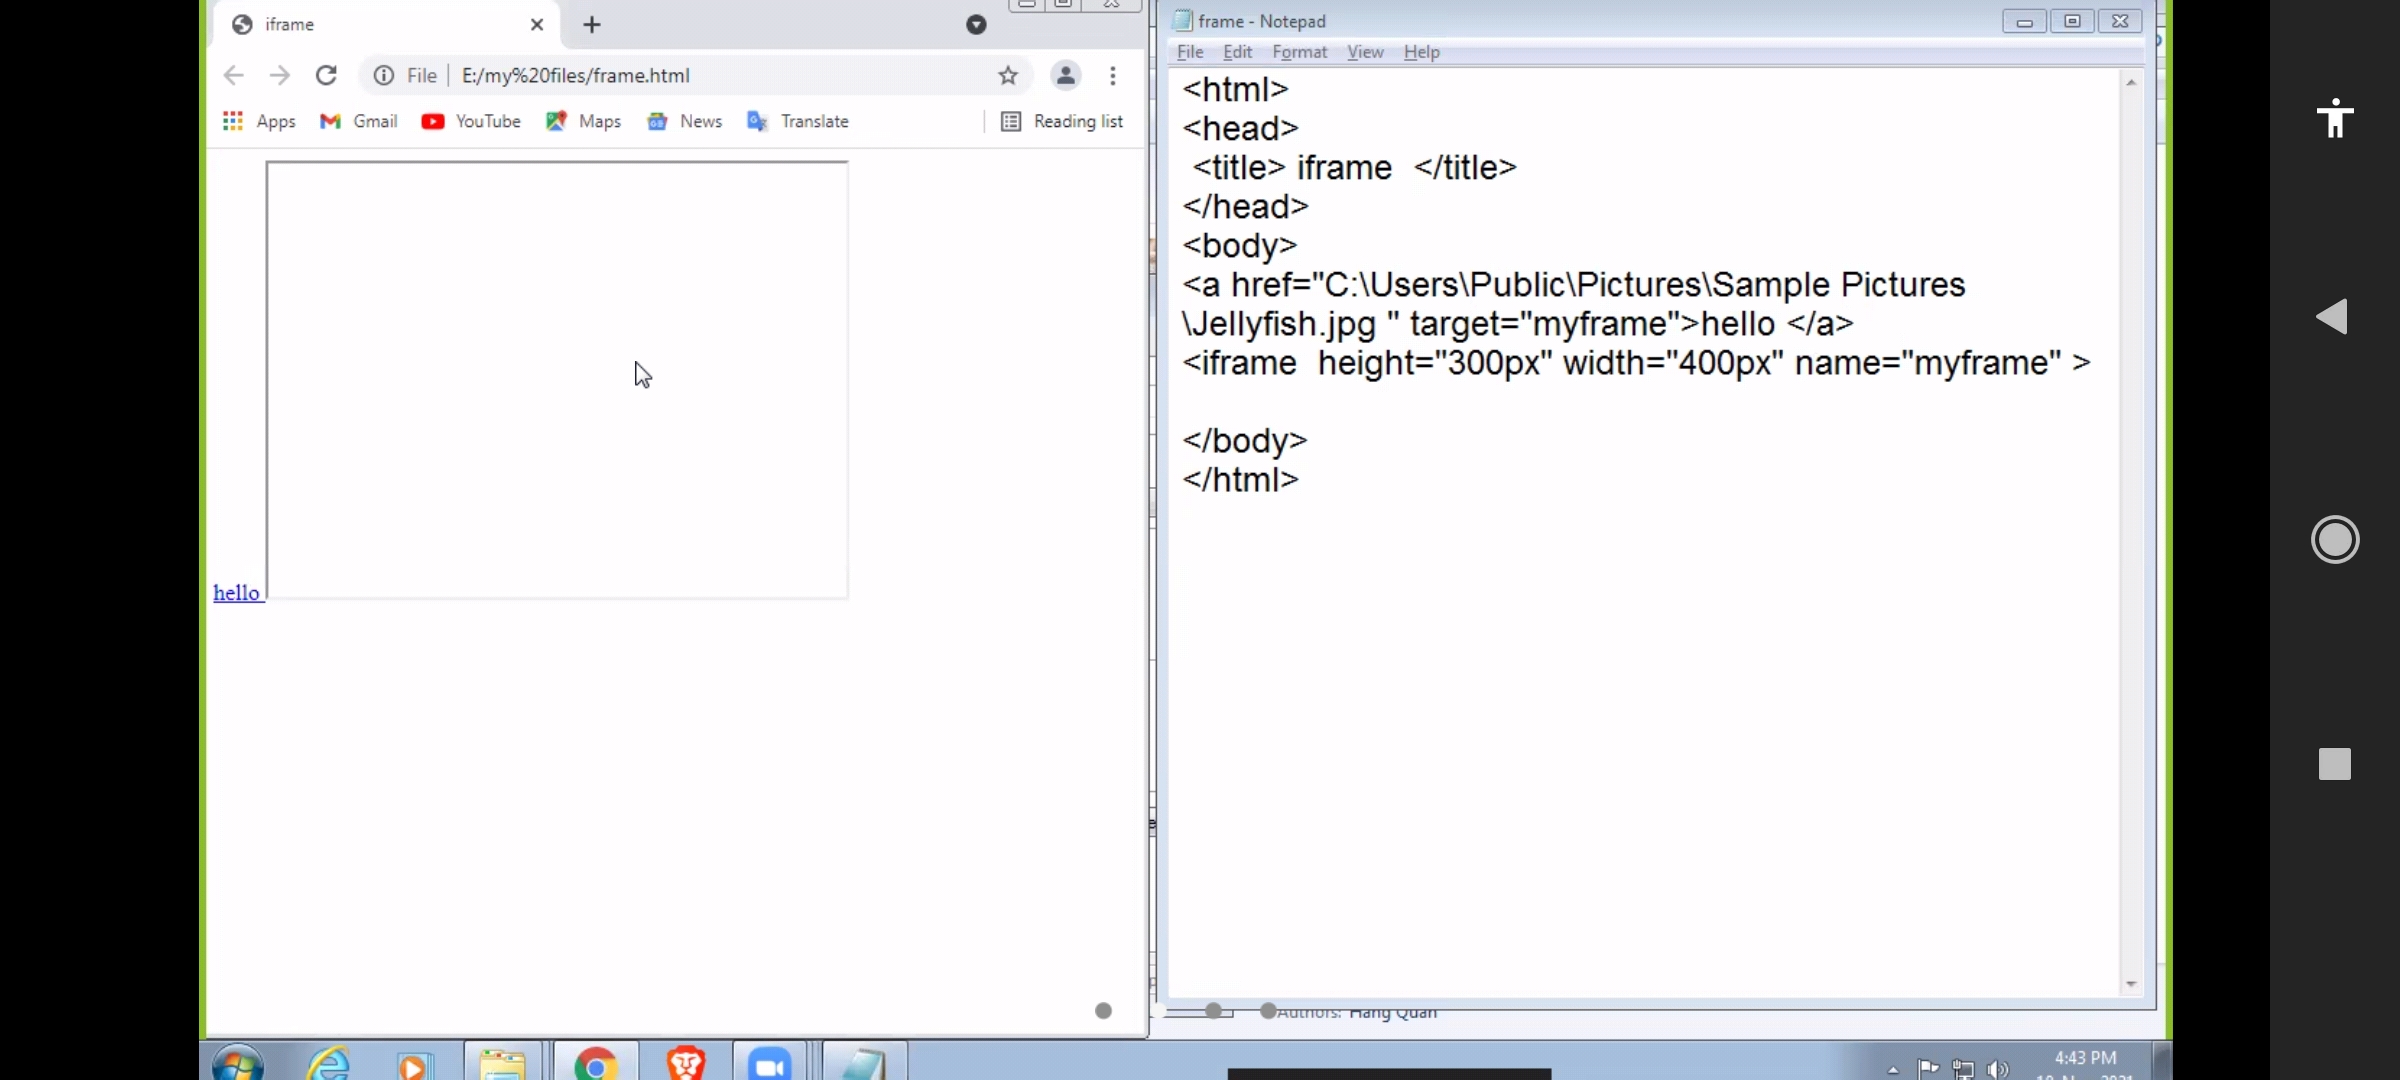 iframe
File E:/my%20files/frame.html
Apps Gmail YouTube Maps News Translate Reading list
hello
frame - Notepad
File Edit Format View Help
<html>
<head>
<title> iframe  </title>
</head>
<body>
<a href="C:\Users\Public\Pictures\Sample Pictures
\Jellyfish.jpg " target="myframe">hello </a>
<iframe  height="300px" width="400px" name="myframe" >
</body>
</html>
Authors: Hang Quan
4:43 PM